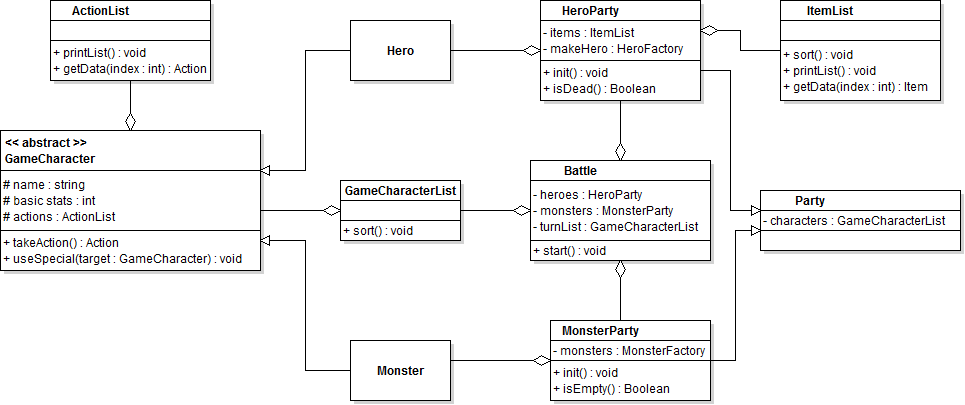 ActionList
+ printList() : void
+ getData(index : int) : Action
Hero
HeroParty
- items : ItemList
- makeHero : HeroFactory
+ init() : void
+ isDead() : Boolean
ItemList
+ sort() : void
+ printList() : void
+ getData(index : int) : Item
<< abstract >>
GameCharacter
# name : string
# basic stats : int
# actions : ActionList
+ takeAction() : Action
+ useSpecial(target : GameCharacter) : void
GameCharacterList
+ sort() : void
Battle
- heroes : HeroParty
- monsters : MonsterParty
- turnList : GameCharacterList
+ start() : void
Party
- characters : GameCharacterList
Monster
MonsterParty
- monsters : MonsterFactory
+ init() : void
+ isEmpty() : Boolean